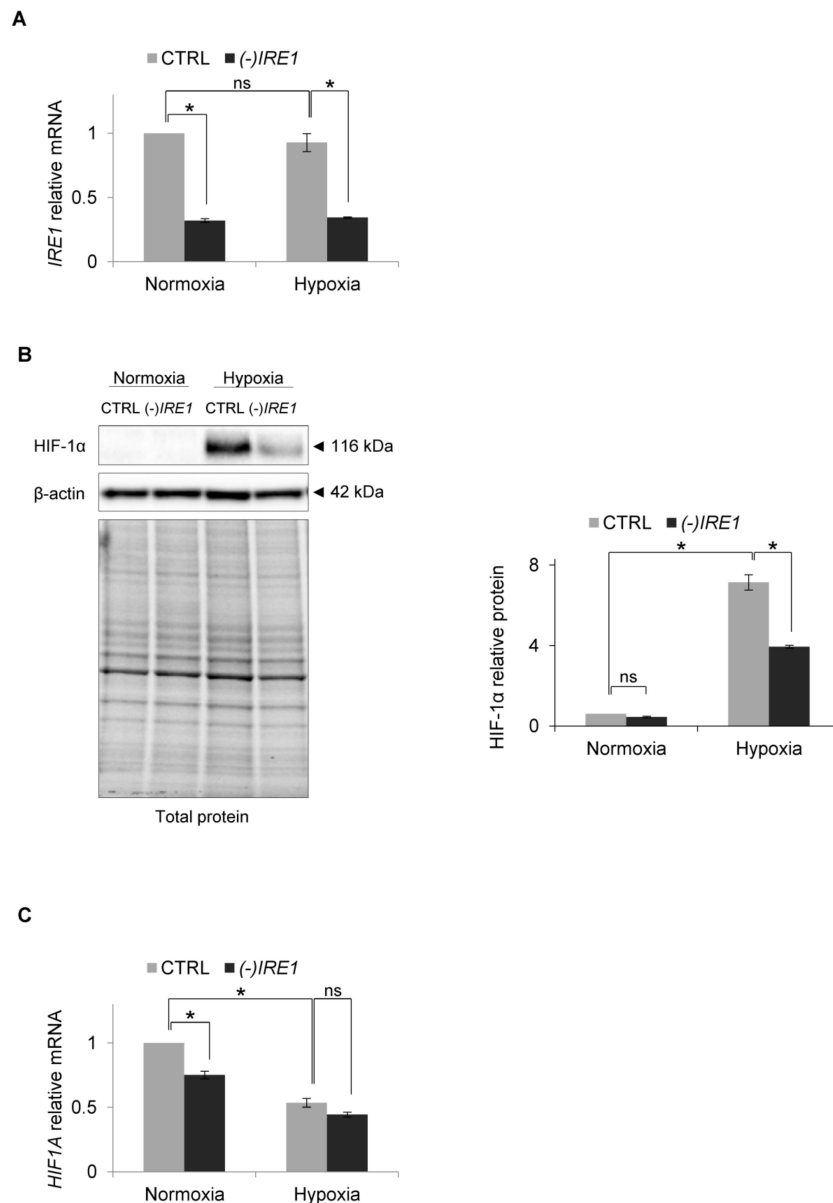 A
CTRL (-)IRE1
ns
* *
IRE1 relative mRNA
1
0.5
0
Normoxia Hypoxia
B
Normoxia Hypoxia
CTRL (-)IRE1 CTRL (-)IRE1
HIF-1α ◄ 116 kDa
β-actin ◄ 42 kDa
Total protein
CTRL (-)IRE1
* *
ns
HIF-1α relative protein
8
4
0
Normoxia Hypoxia
C
CTRL (-)IRE1
* ns
*
HIF1A relative mRNA
1
0.5
0
Normoxia Hypoxia